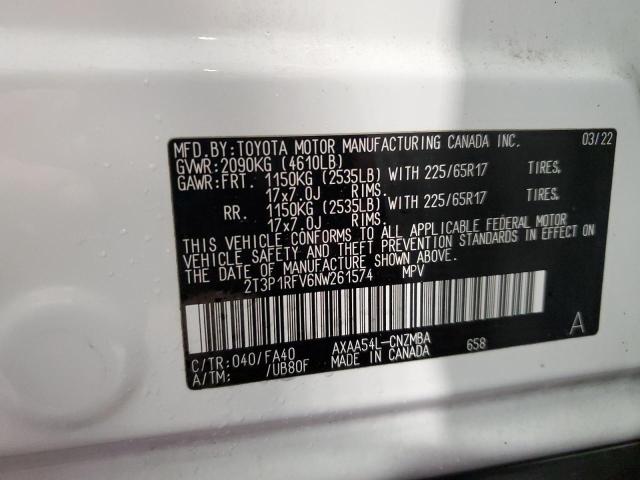 MFD. BY: TOYOTA MOTOR MANUFACTURING CANADA INC. 03/22
GVWR: 2090KG (4610LB)
GAWR: FRT. 1150KG (2535LB) WITH 225/65R17 TIRES,
17x7.0J RIMS.
RR. 1150KG (2535LB) WITH 225/65R17 TIRES,
17x7.0J RIMS.
THIS VEHICLE CONFORMS TO ALL APPLICABLE FEDERAL MOTOR
VEHICLE SAFETY AND THEFT PREVENTION STANDARDS IN EFFECT ON
THE DATE OF MANUFACTURE SHOWN ABOVE.
2T3P1RFV6NW261574 MPV
A
C/TR: 040/FA40 AXAA54L-CNZMBA 658
A/TM: /UB80F MADE IN CANADA